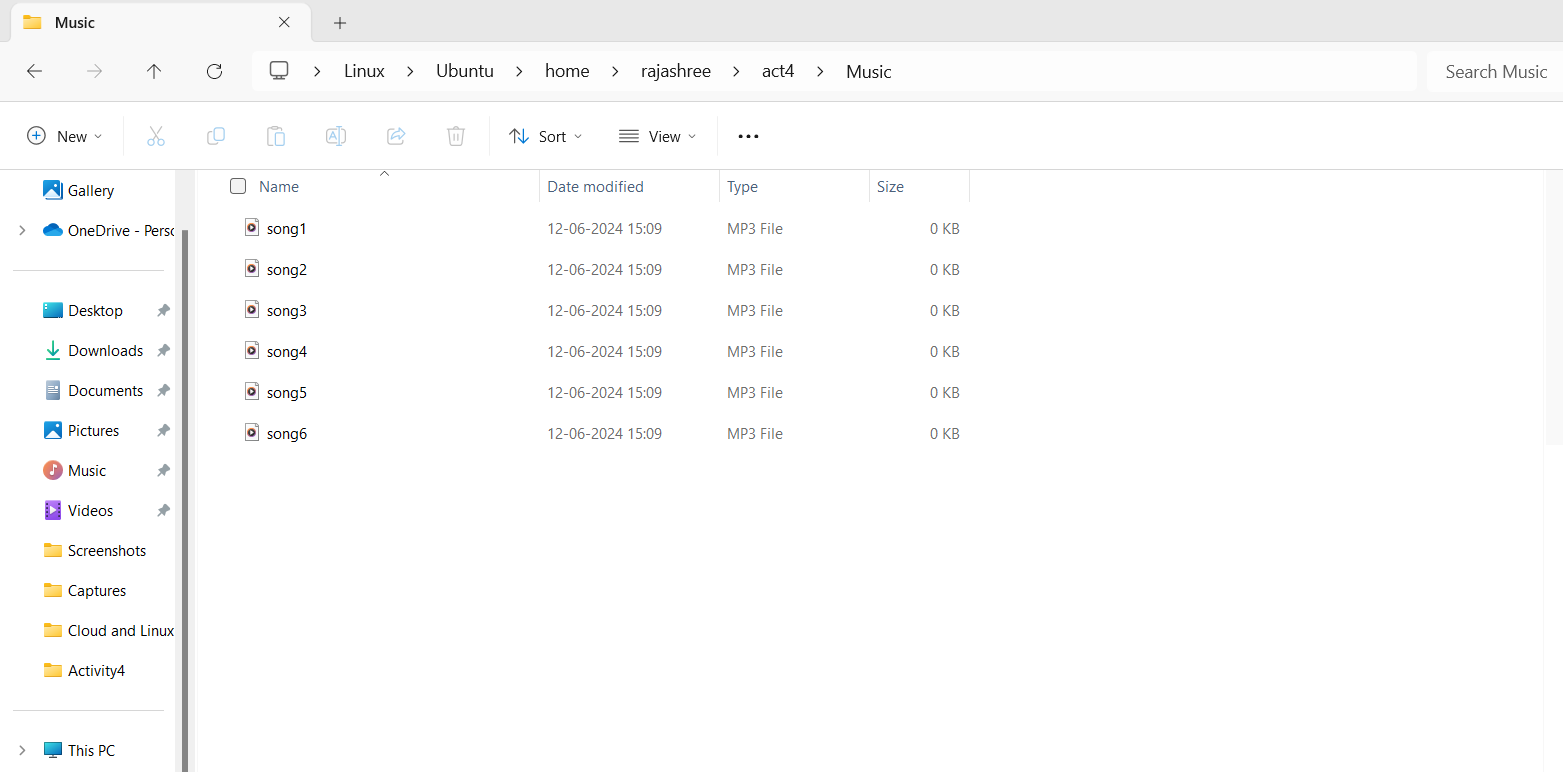 Music
Linux > Ubuntu > home > rajashree > act4 > Music
Search Music
New Sort View
Name Date modified Type Size
Gallery
OneDrive - Perso
Desktop
Downloads
Documents
Pictures
Music
Videos
Screenshots
Captures
Cloud and Linux
Activity4
This PC
song1 12-06-2024 15:09 MP3 File 0 KB
song2 12-06-2024 15:09 MP3 File 0 KB
song3 12-06-2024 15:09 MP3 File 0 KB
song4 12-06-2024 15:09 MP3 File 0 KB
song5 12-06-2024 15:09 MP3 File 0 KB
song6 12-06-2024 15:09 MP3 File 0 KB